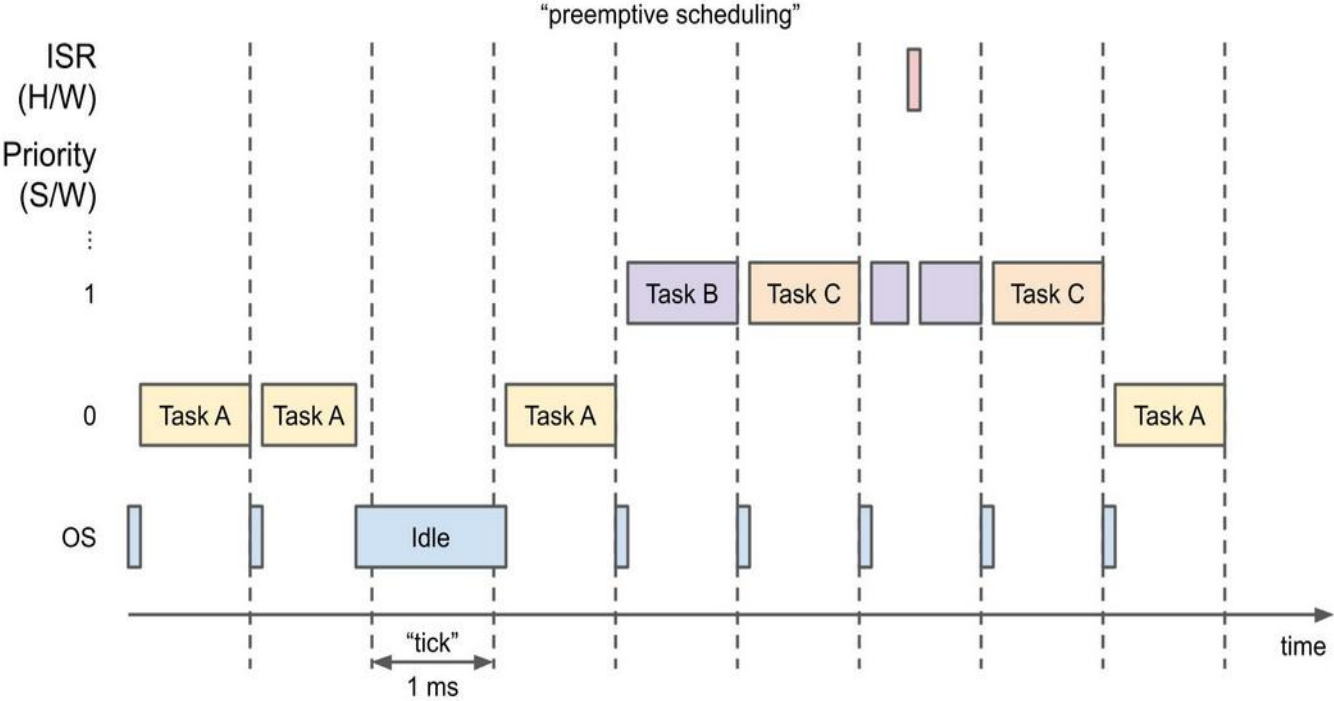 “preemptive scheduling”
ISR
(H/W)
Priority
(S/W)
⋮
1
Task B
Task C
Task C
0
Task A
Task A
Task A
Task A
OS
Idle
“tick”
time
1 ms